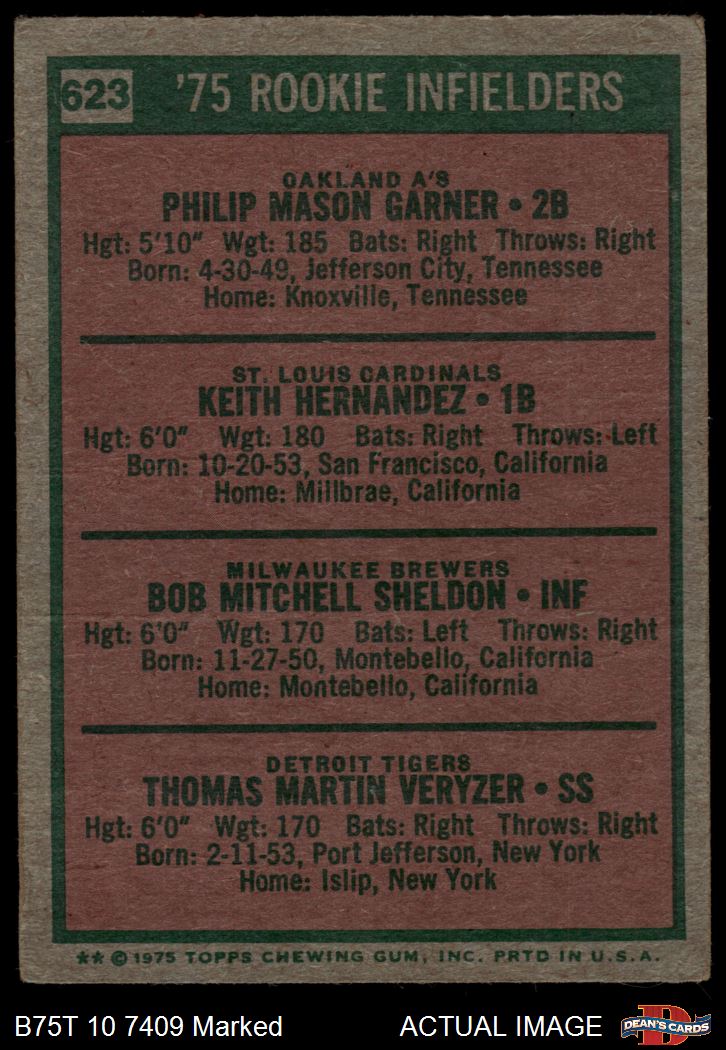 623 '75 ROOKIE INFIELDERS
OAKLAND A'S
PHILIP MASON GARNER • 2B
Hgt: 5'10" Wgt: 185 Bats: Right Throws: Right
Born: 4-30-49, Jefferson City, Tennessee
Home: Knoxville, Tennessee
ST. LOUIS CARDINALS
KEITH HERNANDEZ • 1B
Hgt: 6'0" Wgt: 180 Bats: Right Throws: Left
Born: 10-20-53, San Francisco, California
Home: Millbrae, California
MILWAUKEE BREWERS
BOB MITCHELL SHELDON • INF
Hgt: 6'0" Wgt: 170 Bats: Left Throws: Right
Born: 11-27-50, Montebello, California
Home: Montebello, California
DETROIT TIGERS
THOMAS MARTIN VERYZER • SS
Hgt: 6'0" Wgt: 170 Bats: Right Throws: Right
Born: 2-11-53, Port Jefferson, New York
Home: Islip, New York
** © 1975 TOPPS CHEWING GUM, INC. PRTD IN U.S.A.
B75T 10 7409 Marked ACTUAL IMAGE D DEAN'S CARDS